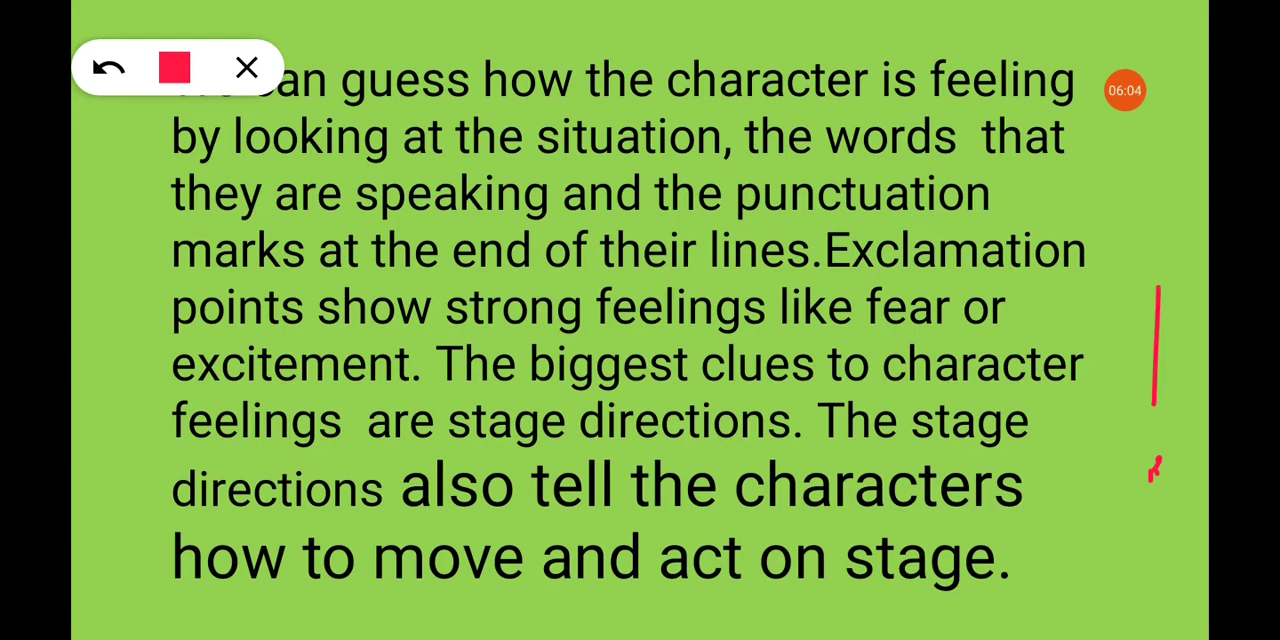 can guess how the character is feeling
06:04
by looking at the situation, the words that
they are speaking and the punctuation
marks at the end of their lines.Exclamation
points show strong feelings like fear or
excitement. The biggest clues to character
feelings are stage directions. The stage
directions also tell the characters
how to move and act on stage.